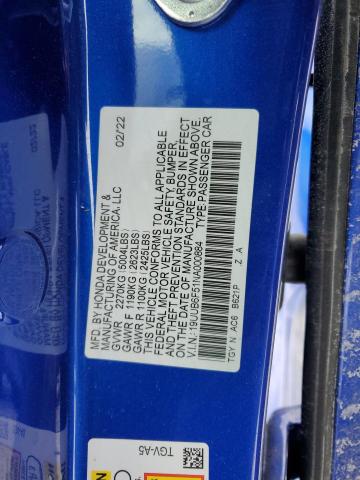 MFD. BY HONDA DEVELOPMENT & 02/'22
MANUFACTURING OF AMERICA, LLC
GVWR 2270KG(5004LBS)
GAWR F 1190KG(2623LBS)
GAWR R 1100KG(2425LBS)
THIS VEHICLE CONFORMS TO ALL APPLICABLE
FEDERAL MOTOR VEHICLE SAFETY, BUMPER,
AND THEFT PREVENTION STANDARDS IN EFFECT
ON THE DATE OF MANUFACTURE SHOWN ABOVE.
V.I.N.:19UUB6F51NA000684 TYPE:PASSENGER CAR
TGY N AC6 B621P Z .A
TGV-A5